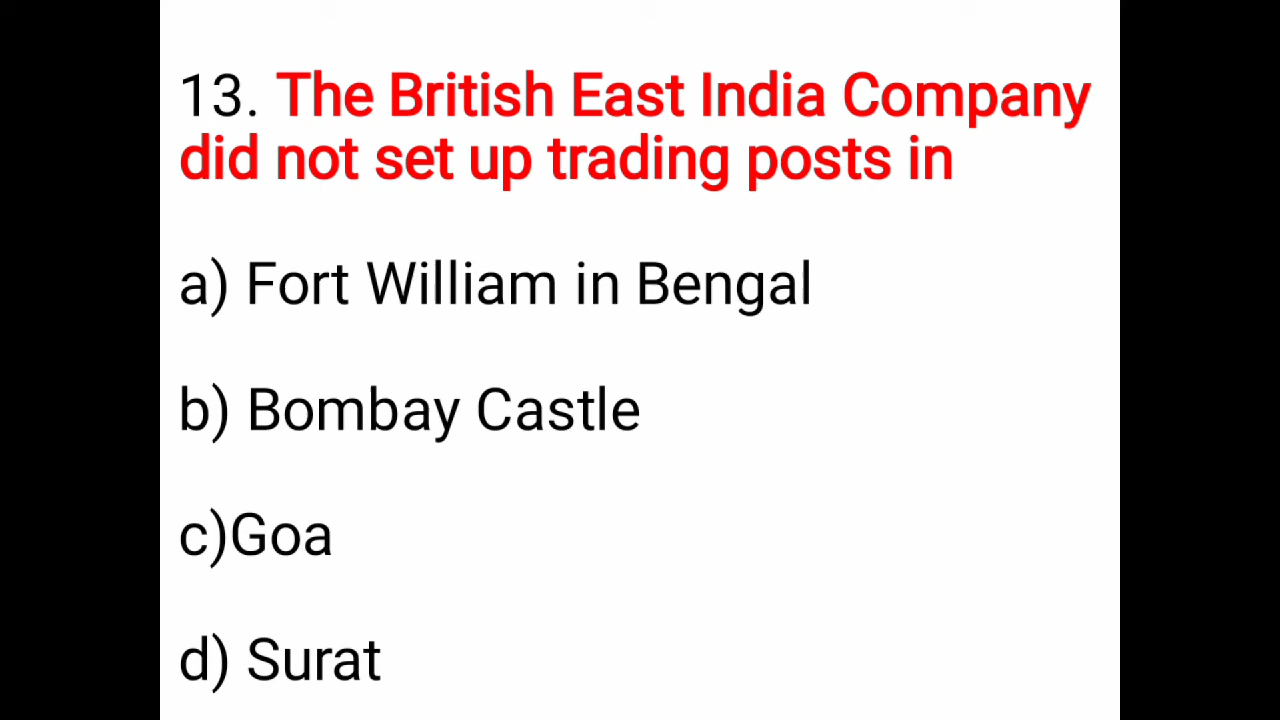 13. The British East India Company
did not set up trading posts in
a) Fort William in Bengal
b) Bombay Castle
c)Goa
d) Surat